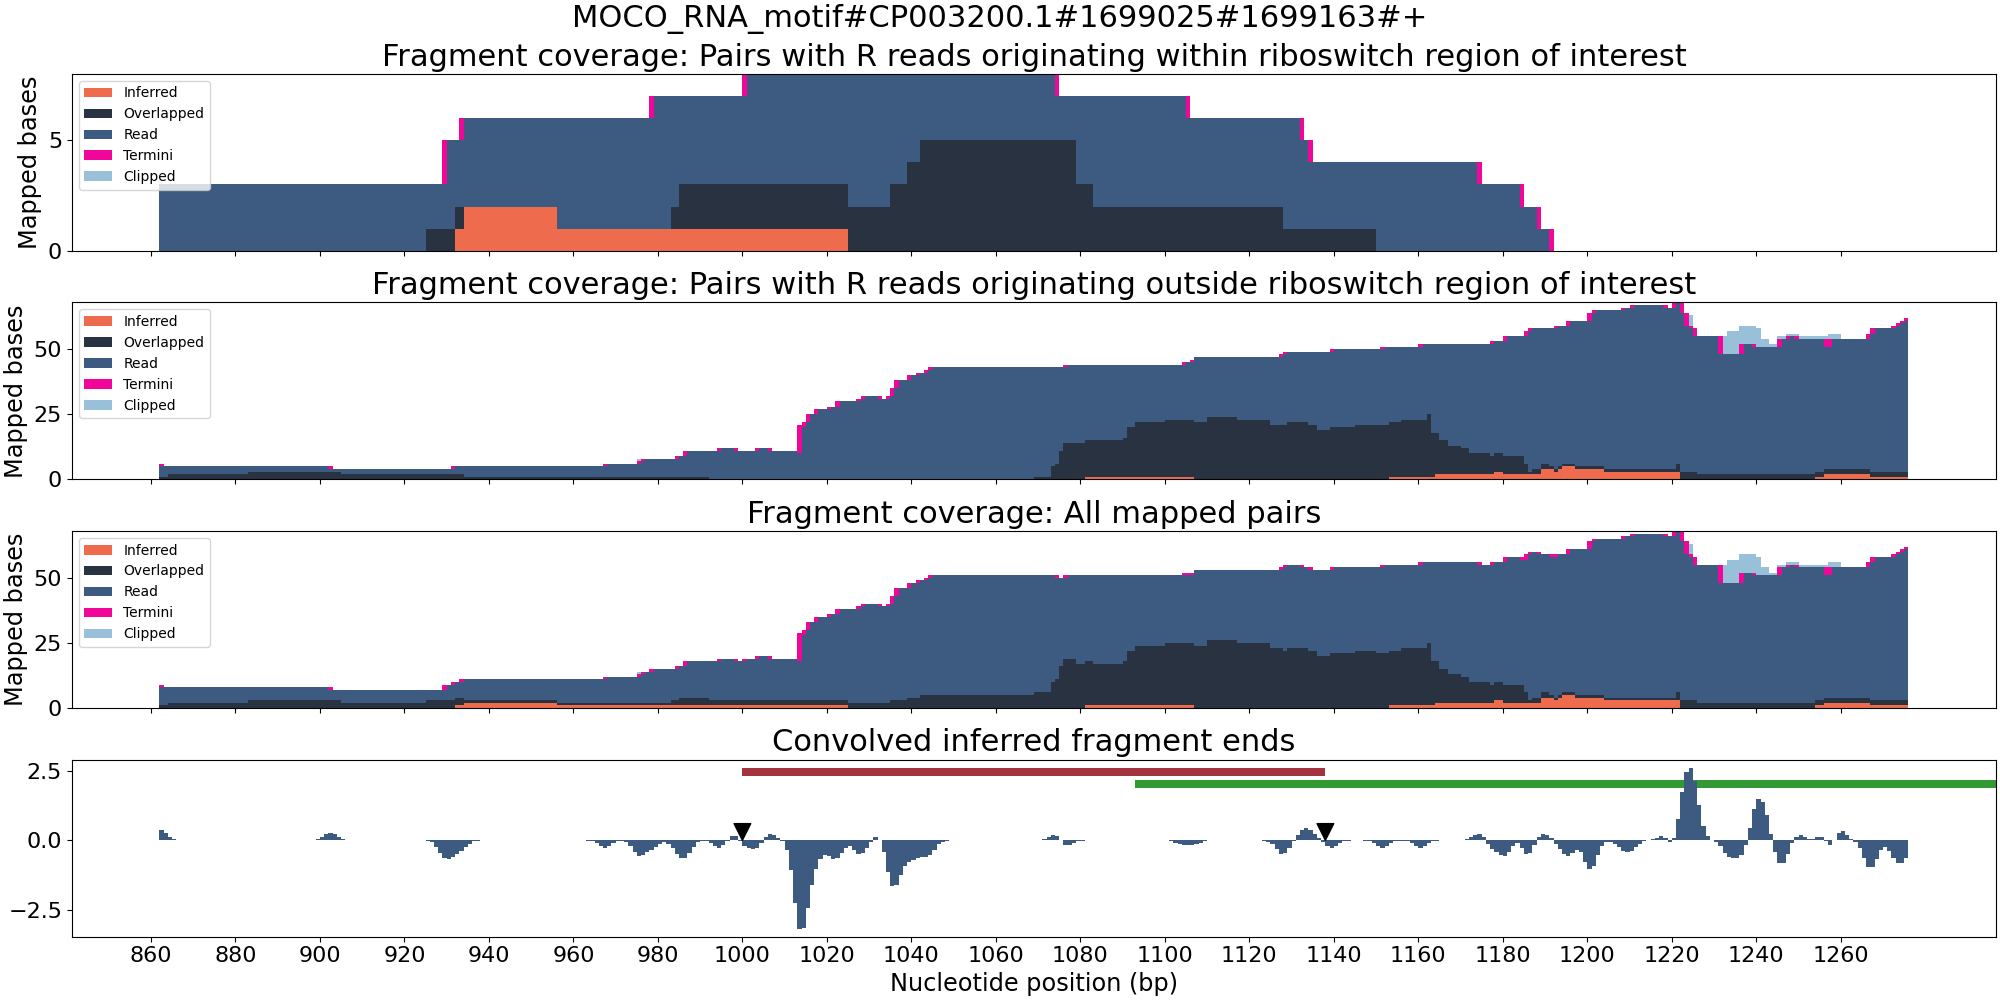 MOCO_RNA_motif#CP003200.1#1699025#1699163#+
Fragment coverage: Pairs with R reads originating within riboswitch region of interest
Mapped bases
5
0
Inferred
Overlapped
Read
Termini
Clipped
Fragment coverage: Pairs with R reads originating outside riboswitch region of interest
Mapped bases
50
25
0
Inferred
Overlapped
Read
Termini
Clipped
Fragment coverage: All mapped pairs
Mapped bases
50
25
0
Inferred
Overlapped
Read
Termini
Clipped
Convolved inferred fragment ends
2.5
0.0
−2.5
860 880 900 920 940 960 980 1000 1020 1040 1060 1080 1100 1120 1140 1160 1180 1200 1220 1240 1260
Nucleotide position (bp)